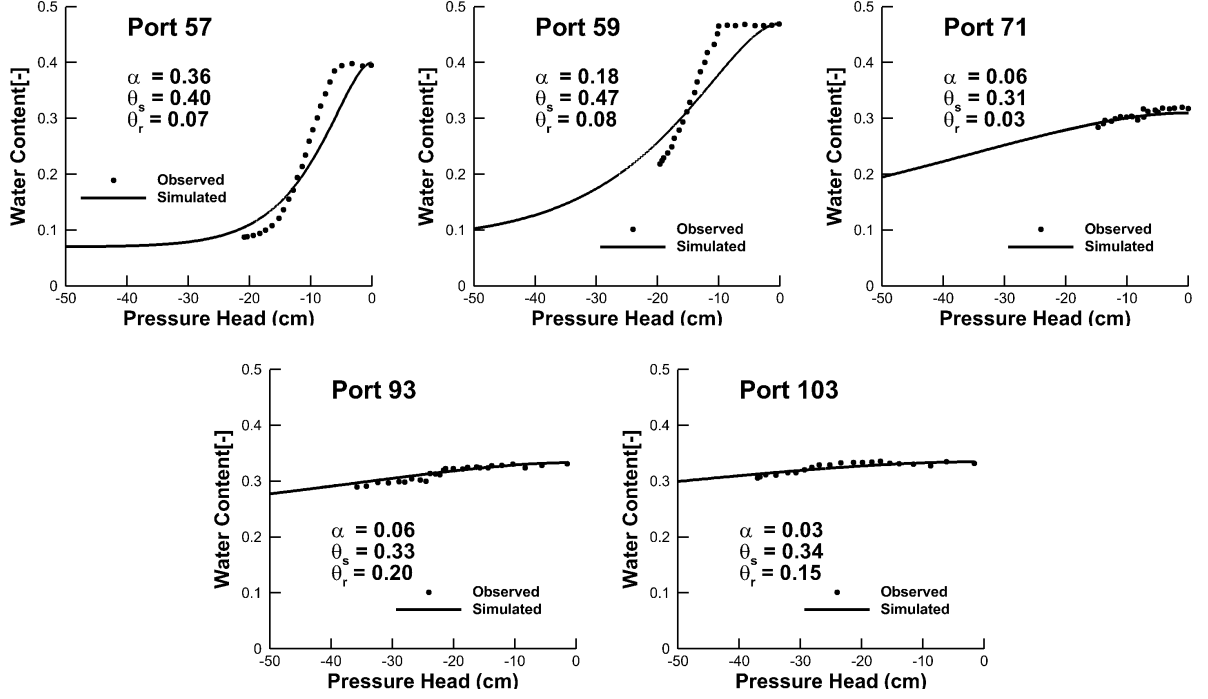 Port 57
α = 0.36
θs = 0.40
θr = 0.07
Observed
Simulated
Water Content[-]
0.5
0.4
0.3
0.2
0.1
0
-50 -40 -30 -20 -10 0
Pressure Head (cm)
Port 59
α = 0.18
θs = 0.47
θr = 0.08
Observed
Simulated
Water Content[-]
0.5
0.4
0.3
0.2
0.1
0
-50 -40 -30 -20 -10 0
Pressure Head (cm)
Port 71
α = 0.06
θs = 0.31
θr = 0.03
Observed
Simulated
Water Content[-]
0.5
0.4
0.3
0.2
0.1
0
-50 -40 -30 -20 -10 0
Pressure Head (cm)
Port 93
α = 0.06
θs = 0.33
θr = 0.20
Observed
Simulated
Water Content[-]
0.5
0.4
0.3
0.2
0.1
0
-50 -40 -30 -20 -10 0
Pressure Head (cm)
Port 103
α = 0.03
θs = 0.34
θr = 0.15
Observed
Simulated
Water Content[-]
0.5
0.4
0.3
0.2
0.1
0
-50 -40 -30 -20 -10 0
Pressure Head (cm)